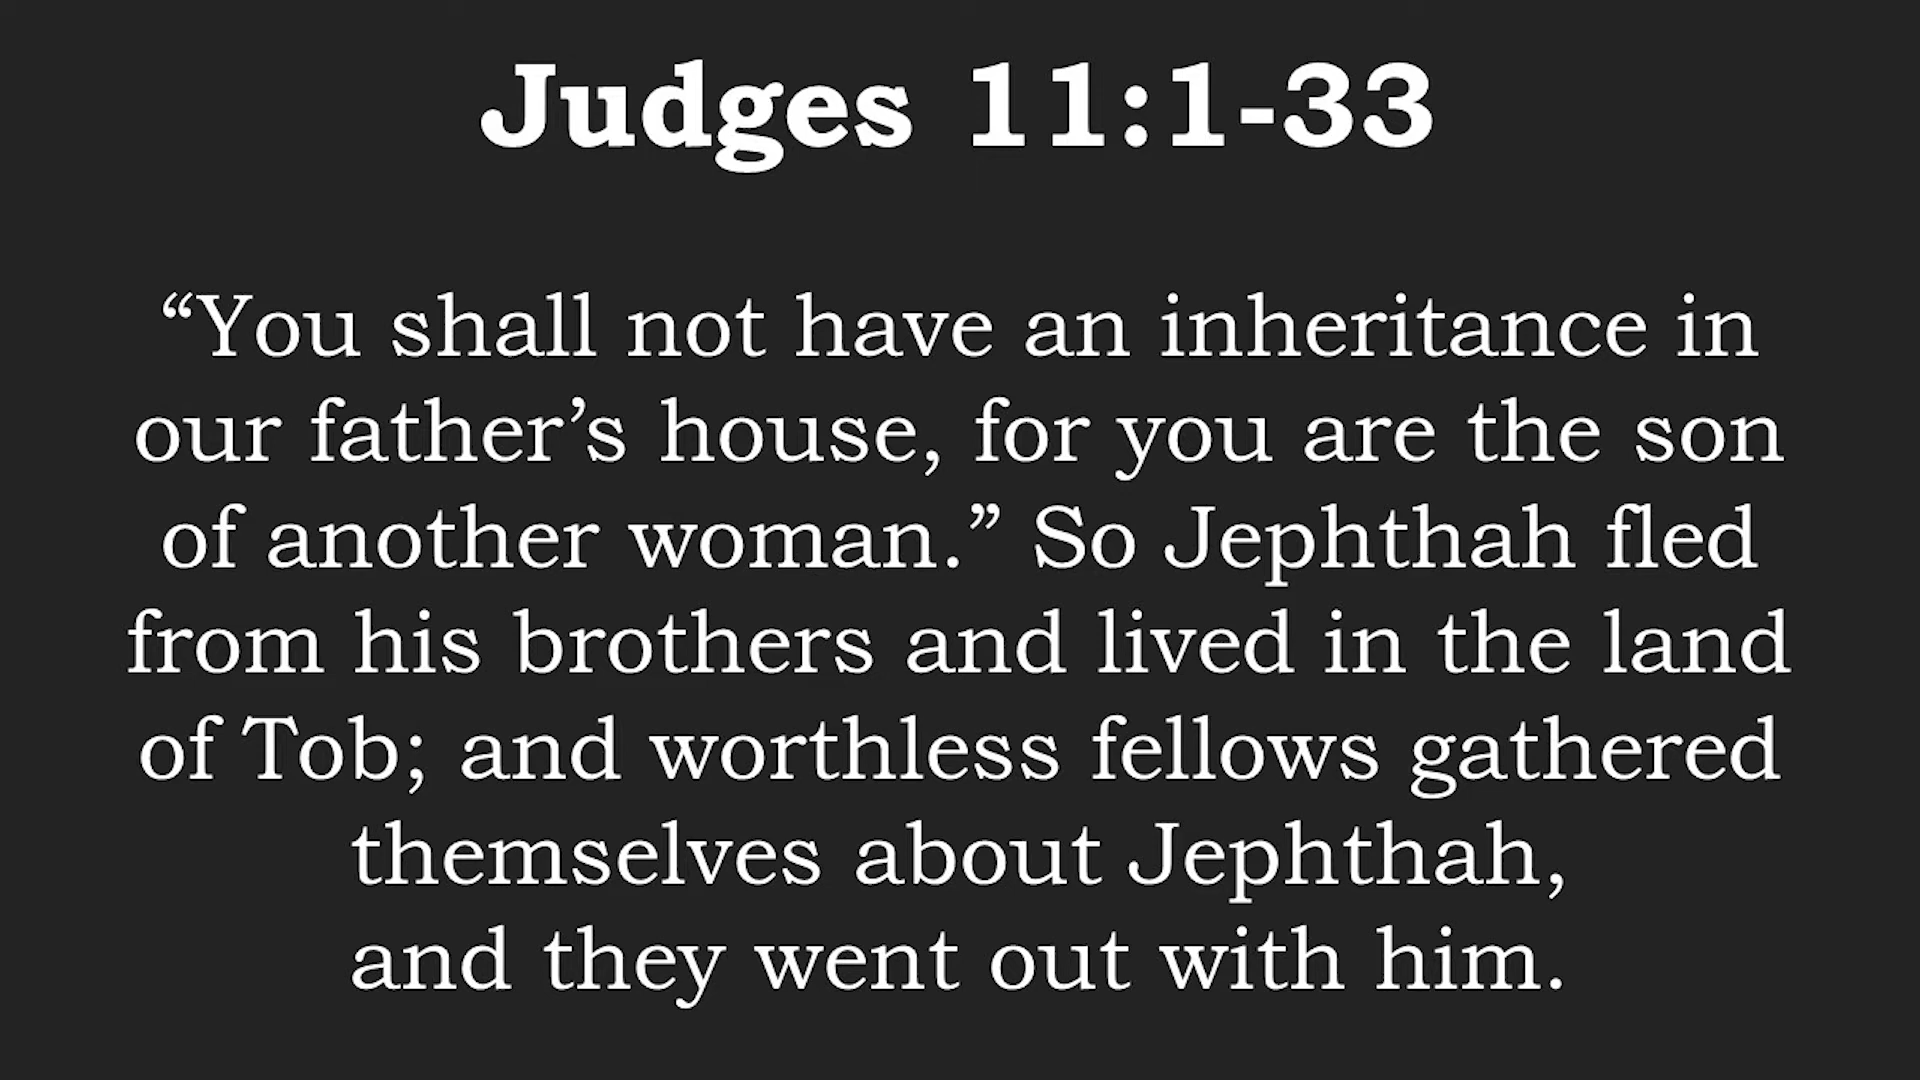 Judges 11:1-33
“You shall not have an inheritance in
our father’s house, for you are the son
of another woman.” So Jephthah fled
from his brothers and lived in the land
of Tob; and worthless fellows gathered
themselves about Jephthah,
and they went out with him.